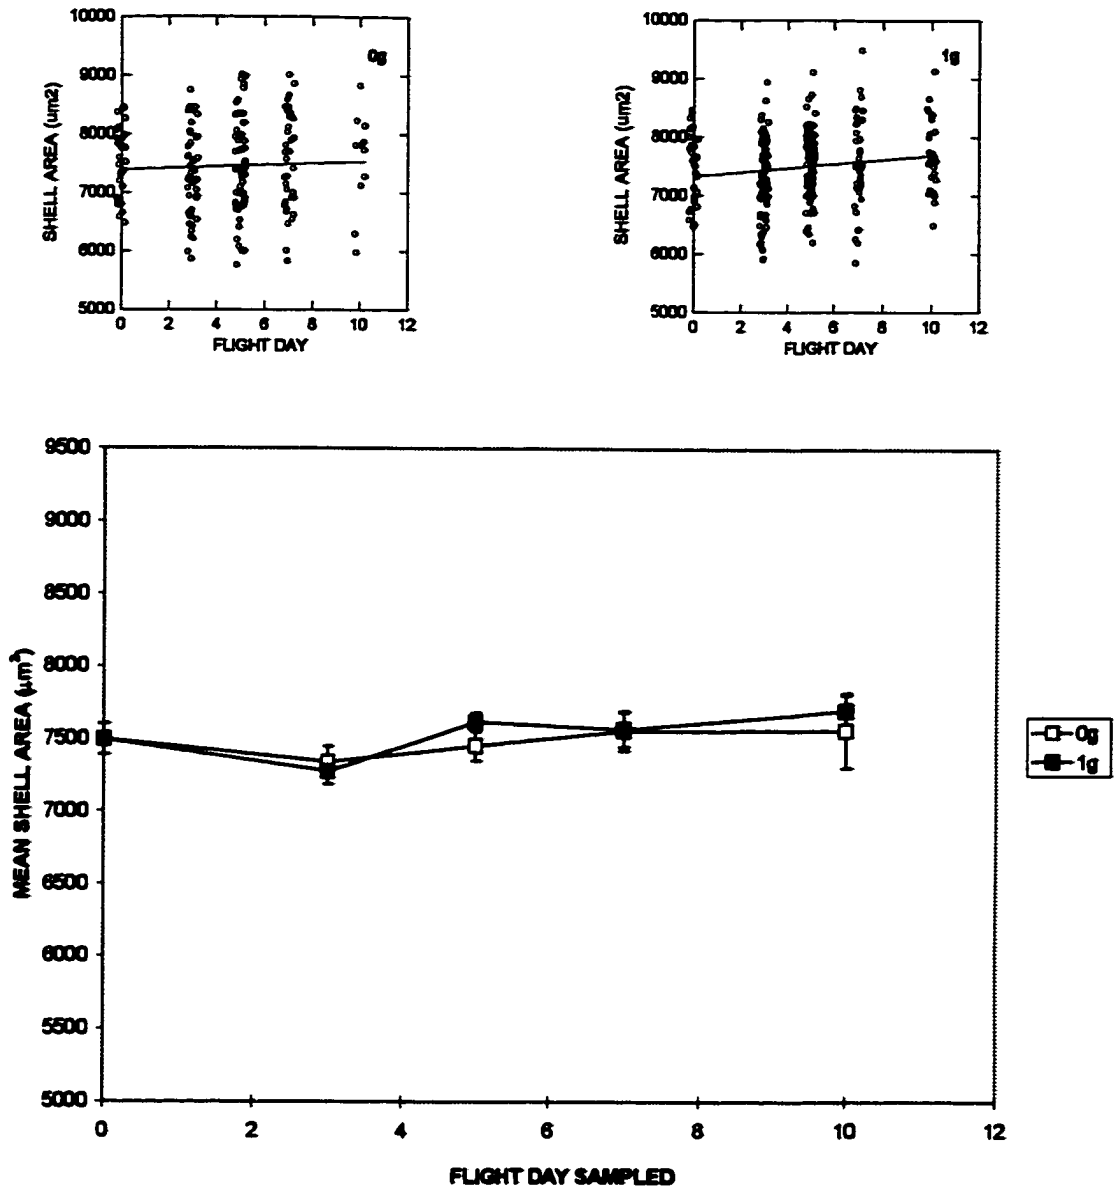 10000
9000
8000
7000
6000
5000
SHELL AREA (um2)
0g
0 2 4 6 8 10 12
FLIGHT DAY
10000
9000
8000
7000
6000
5000
SHELL AREA (um2)
1g
0 2 4 6 8 10 12
FLIGHT DAY
9500
9000
8500
8000
7500
7000
6500
6000
5500
5000
MEAN SHELL AREA (µm²)
0g
1g
0 2 4 6 8 10 12
FLIGHT DAY SAMPLED